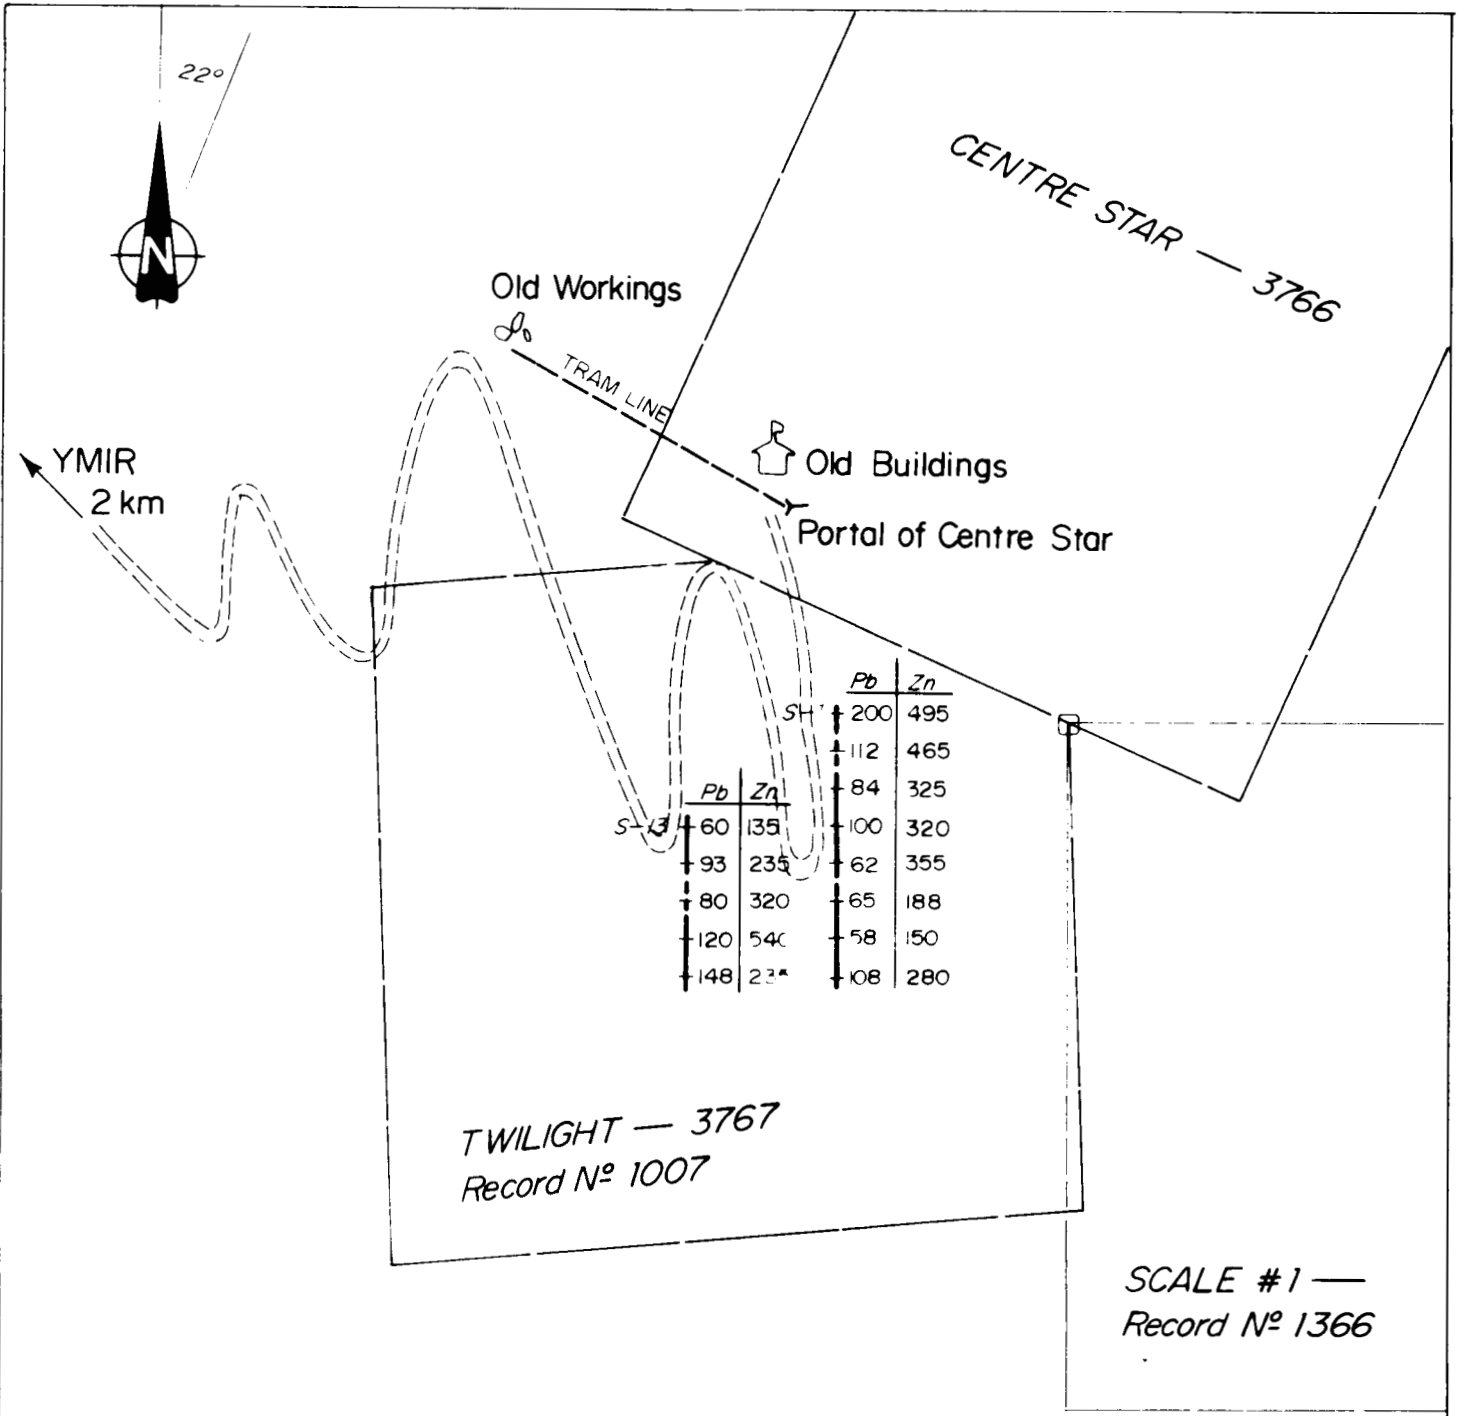 22°
N
CENTRE STAR — 3766
Old Workings
TRAM LINE
YMIR
2 km
Old Buildings
Portal of Centre Star
Pb Zn
200 495
112 465
84 325
100 320
62 355
65 188
58 150
108 280
Pb Zn
S-13 60 135
93 235
80 320
120
148
TWILIGHT — 3767
Record Nº 1007
SCALE #1 —
Record Nº 1366